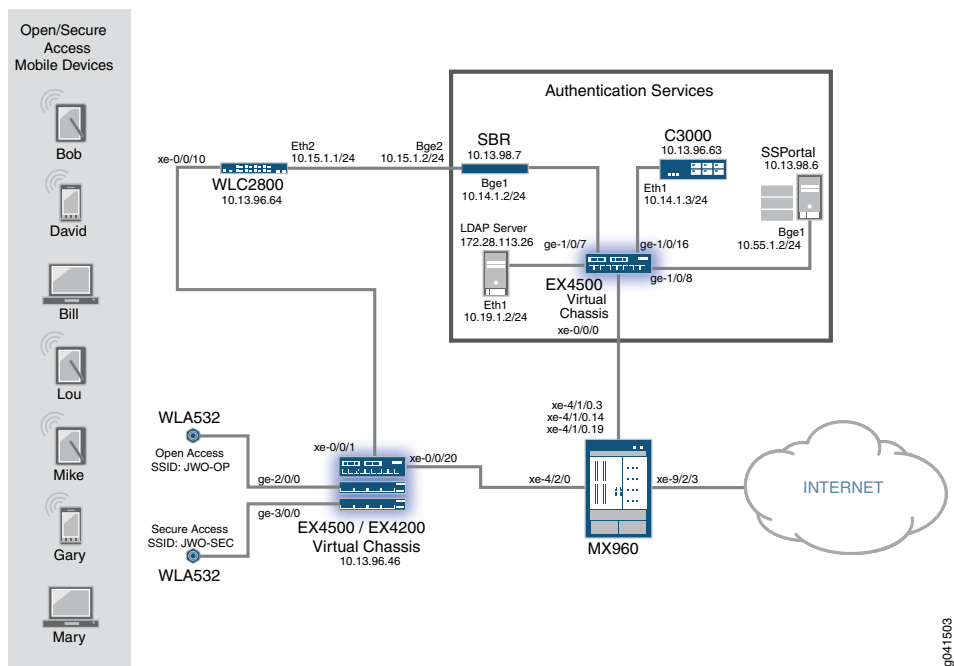 Open/Secure
Access
Mobile Devices
Bob
David
Bill
Lou
Mike
Gary
Mary
Authentication Services
xe-0/0/10
WLC2800
10.13.96.64
Eth2
10.15.1.1/24
Bge2
10.15.1.2/24
SBR
10.13.98.7
Bge1
10.14.1.2/24
C3000
10.13.96.63
Eth1
10.14.1.3/24
SSPortal
10.13.98.6
Bge1
10.55.1.2/24
LDAP Server
172.28.113.26
Eth1
10.19.1.2/24
ge-1/0/7
ge-1/0/16
ge-1/0/8
EX4500
Virtual
Chassis
xe-0/0/0
xe-4/1/0.3
xe-4/1/0.14
xe-4/1/0.19
WLA532
Open Access
SSID: JWO-OP
ge-2/0/0
xe-0/0/1
xe-0/0/20
xe-4/2/0
xe-9/2/3
INTERNET
MX960
ge-3/0/0
Secure Access
SSID: JWO-SEC
WLA532
EX4500 / EX4200
Virtual Chassis
10.13.96.46
g041503